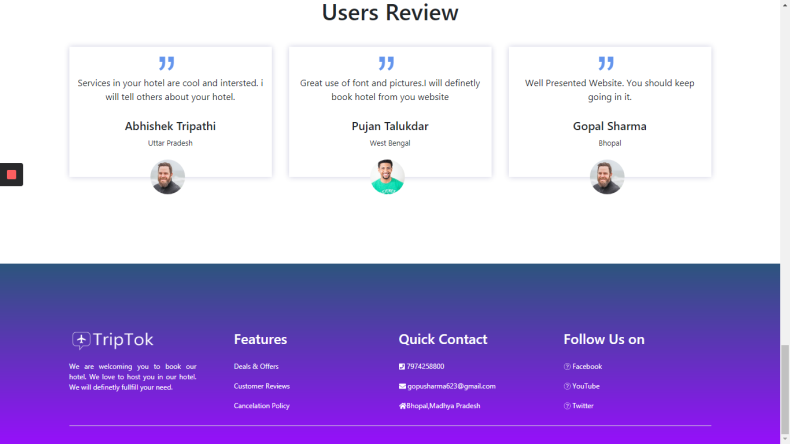 Users Review
Services in your hotel are cool and intersted. i
will tell others about your hotel.
Abhishek Tripathi
Uttar Pradesh
Great use of font and pictures.I will definetly
book hotel from you website
Pujan Talukdar
West Bengal
Well Presented Website. You should keep
going in it.
Gopal Sharma
Bhopal
TripTok
We are welcoming you to book our
hotel. We love to host you in our hotel.
We will definetly fullfill your need.
Features
Deals & Offers
Customer Reviews
Cancelation Policy
Quick Contact
7974258800
gopusharma623@gmail.com
Bhopal,Madhya Pradesh
Follow Us on
Facebook
YouTube
Twitter